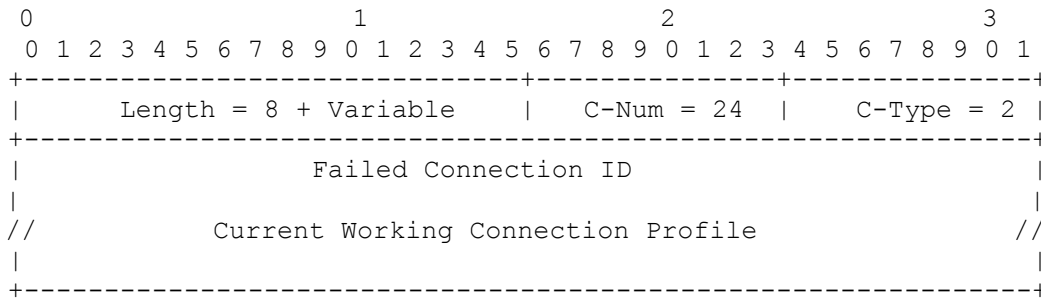 0 1 2 3
0 1 2 3 4 5 6 7 8 9 0 1 2 3 4 5 6 7 8 9 0 1 2 3 4 5 6 7 8 9 0 1
+-------------------------------+---------------+---------------+
| Length = 8 + Variable | C-Num = 24 | C-Type = 2 |
+---------------------------------------------------------------+
| Failed Connection ID |
| |
// Current Working Connection Profile //
| |
+---------------------------------------------------------------+